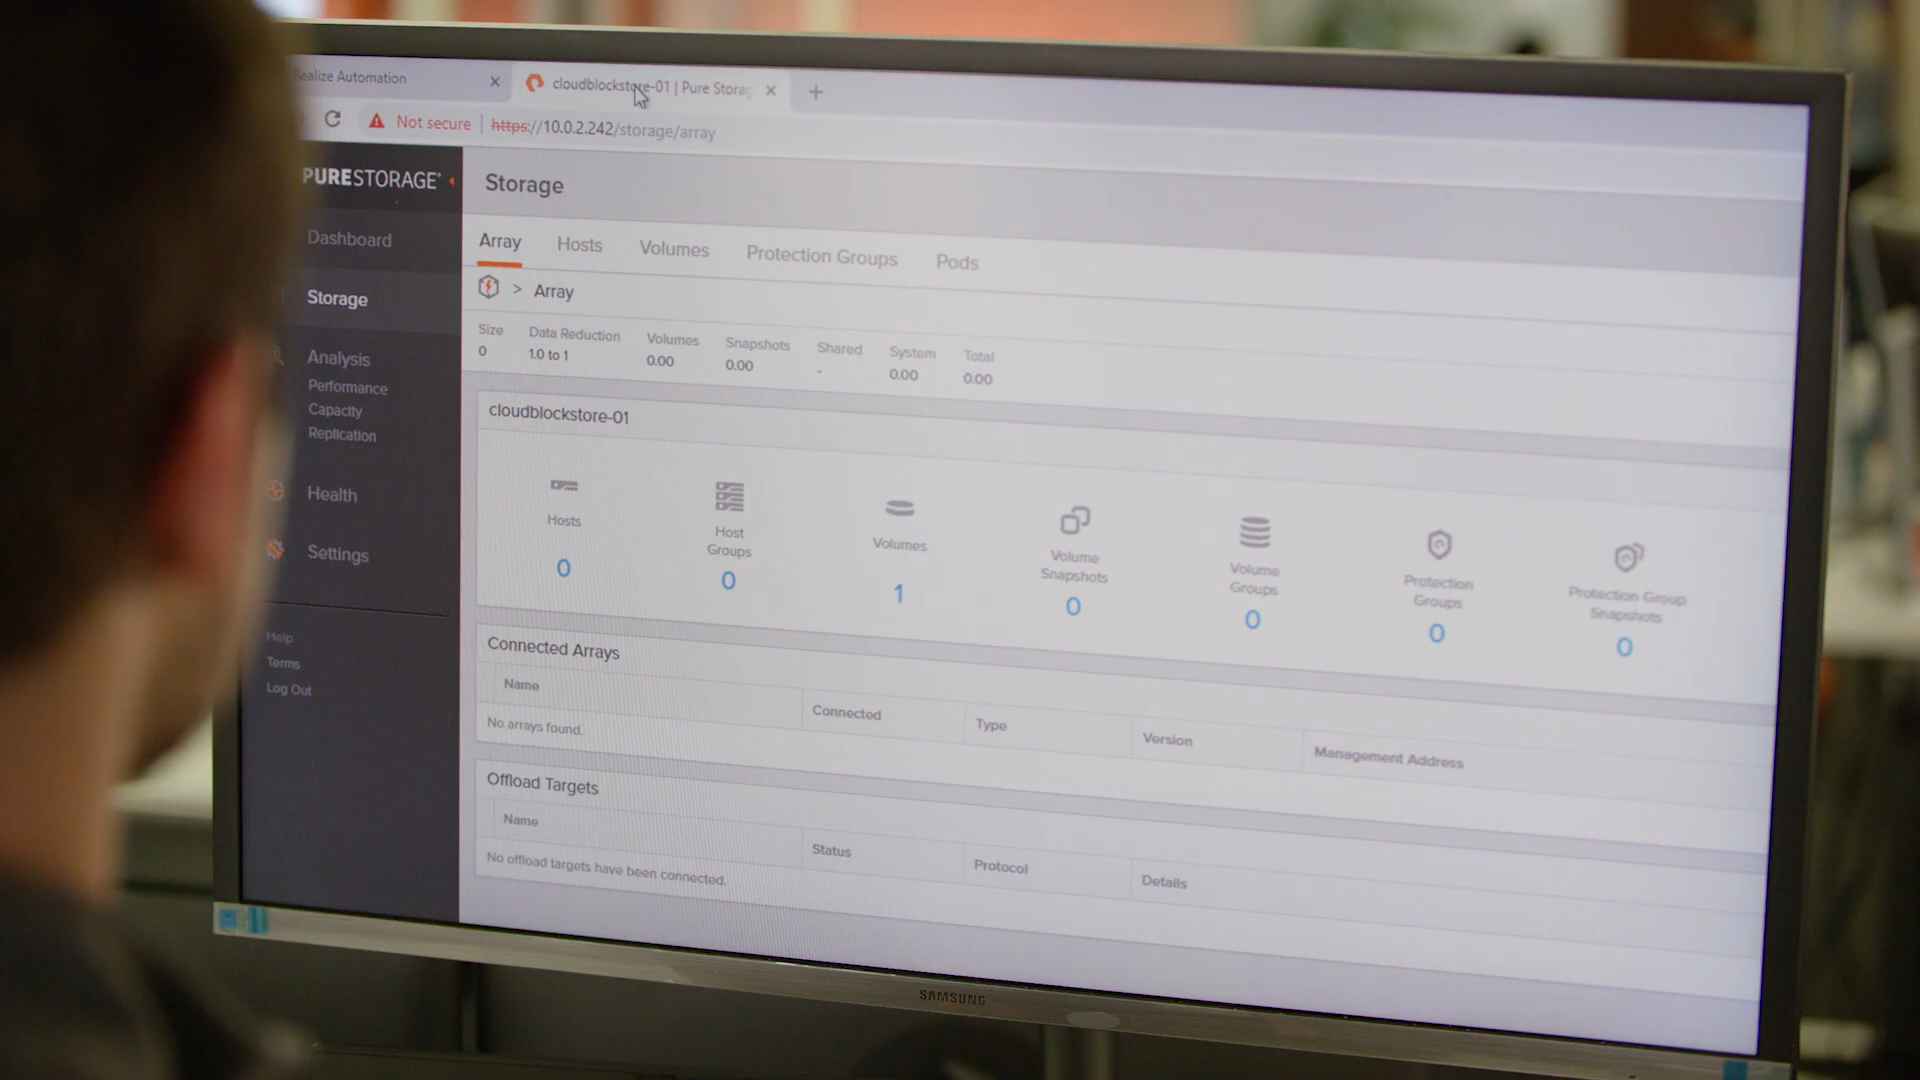 Realize Automation
cloudblockstore-01 | Pure Storag
Not secure | https://10.0.2.242/storage/array
PURESTORAGE®
Storage
Dashboard
Storage
Analysis
Performance
Capacity
Replication
Health
Settings
Help
Terms
Log Out
Array Hosts Volumes Protection Groups Pods
> Array
Size Data Reduction Volumes Snapshots Shared System Total
0 1.0 to 1 0.00 0.00 - 0.00 0.00
cloudblockstore-01
Hosts
0
Host
Groups
0
Volumes
1
Volume
Snapshots
0
Volume
Groups
0
Protection
Groups
0
Protection Group
Snapshots
0
Connected Arrays
Name Connected Type Version Management Address
No arrays found.
Offload Targets
Name Status Protocol Details
No offload targets have been connected.
SAMSUNG